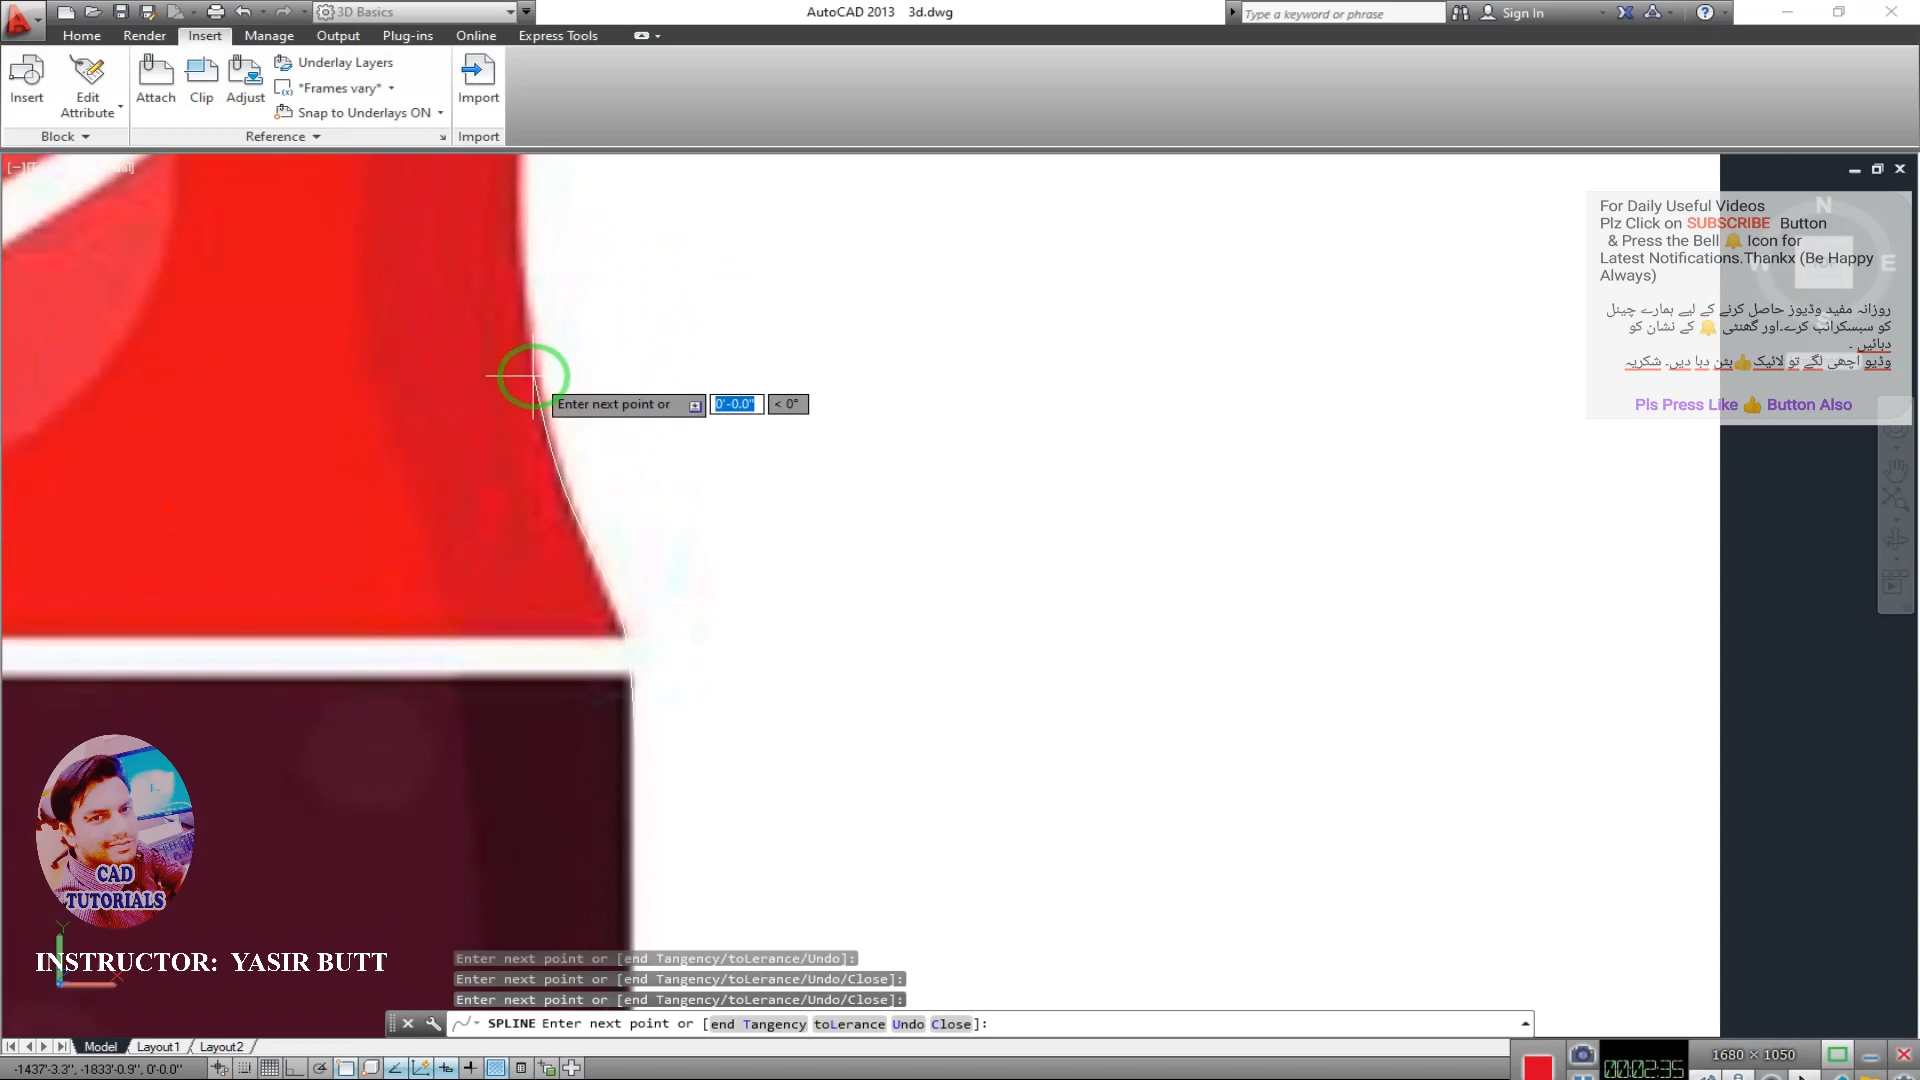 3D Basics
AutoCAD 2013 3d.dwg
Type a keyword or phrase
Sign In
Home Render Insert Manage Output Plug-ins Online Express Tools
Insert
Edit Attribute
Attach
Clip
Adjust
Underlay Layers
*Frames vary*
Snap to Underlays ON
Import
Block
Reference
Import
For Daily Useful Videos
Plz Click on SUBSCRIBE Button
& Press the Bell 🔔 Icon for
Latest Notifications.Thankx (Be Happy
Always)
روزانہ مفید وڈیوز حاصل کرنے کے لیے ہمارے چینل
کو سبسکرائب کرے۔اور گھنٹی 🔔 کے نشان کو
دبائیں ۔
وڈیو اچھی لگے تو لائیک👍بٹن دبا دیں۔ شکریہ
Pls Press Like 👍 Button Also
N
E
Enter next point or 0'-0.0" < 0°
CAD
TUTORIALS
INSTRUCTOR: YASIR BUTT
Enter next point or [end Tangency/toLerance/Undo]:
Enter next point or [end Tangency/toLerance/Undo/Close]:
Enter next point or [end Tangency/toLerance/Undo/Close]:
SPLINE Enter next point or [end Tangency toLerance Undo Close]:
Model Layout1 Layout2
-1437'-3.3", -1833'-0.9", 0'-0.0"
00:02:35
1680 × 1050